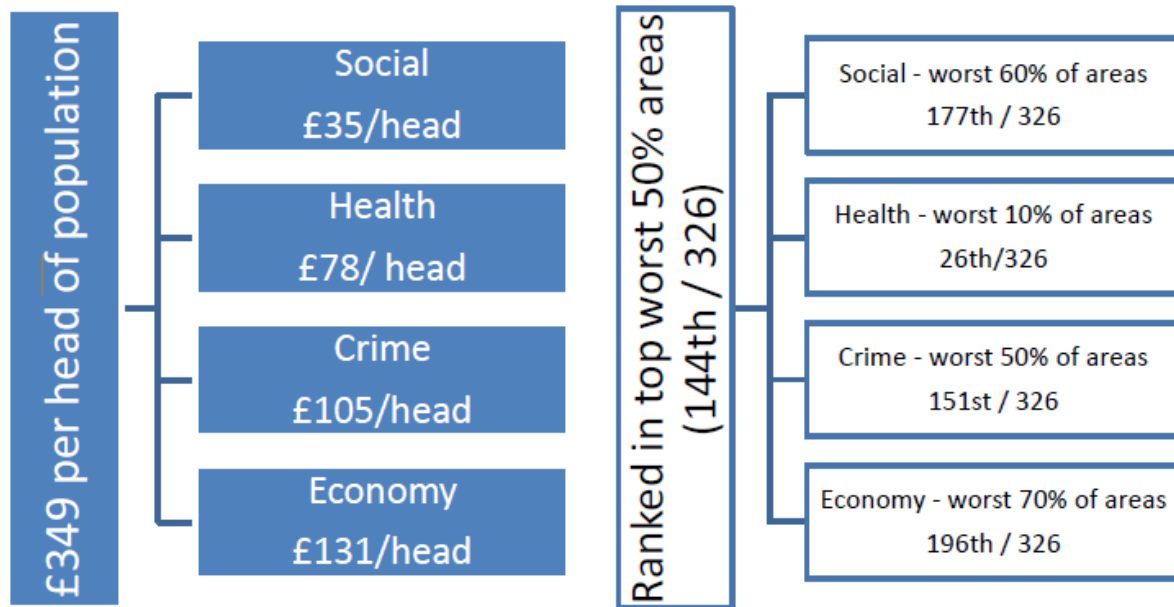 £349 per head of population
Social
£35/head
Health
£78/ head
Crime
£105/head
Economy
£131/head
Ranked in top worst 50% areas
(144th / 326)
Social - worst 60% of areas
177th / 326
Health - worst 10% of areas
26th/326
Crime - worst 50% of areas
151st / 326
Economy - worst 70% of areas
196th / 326